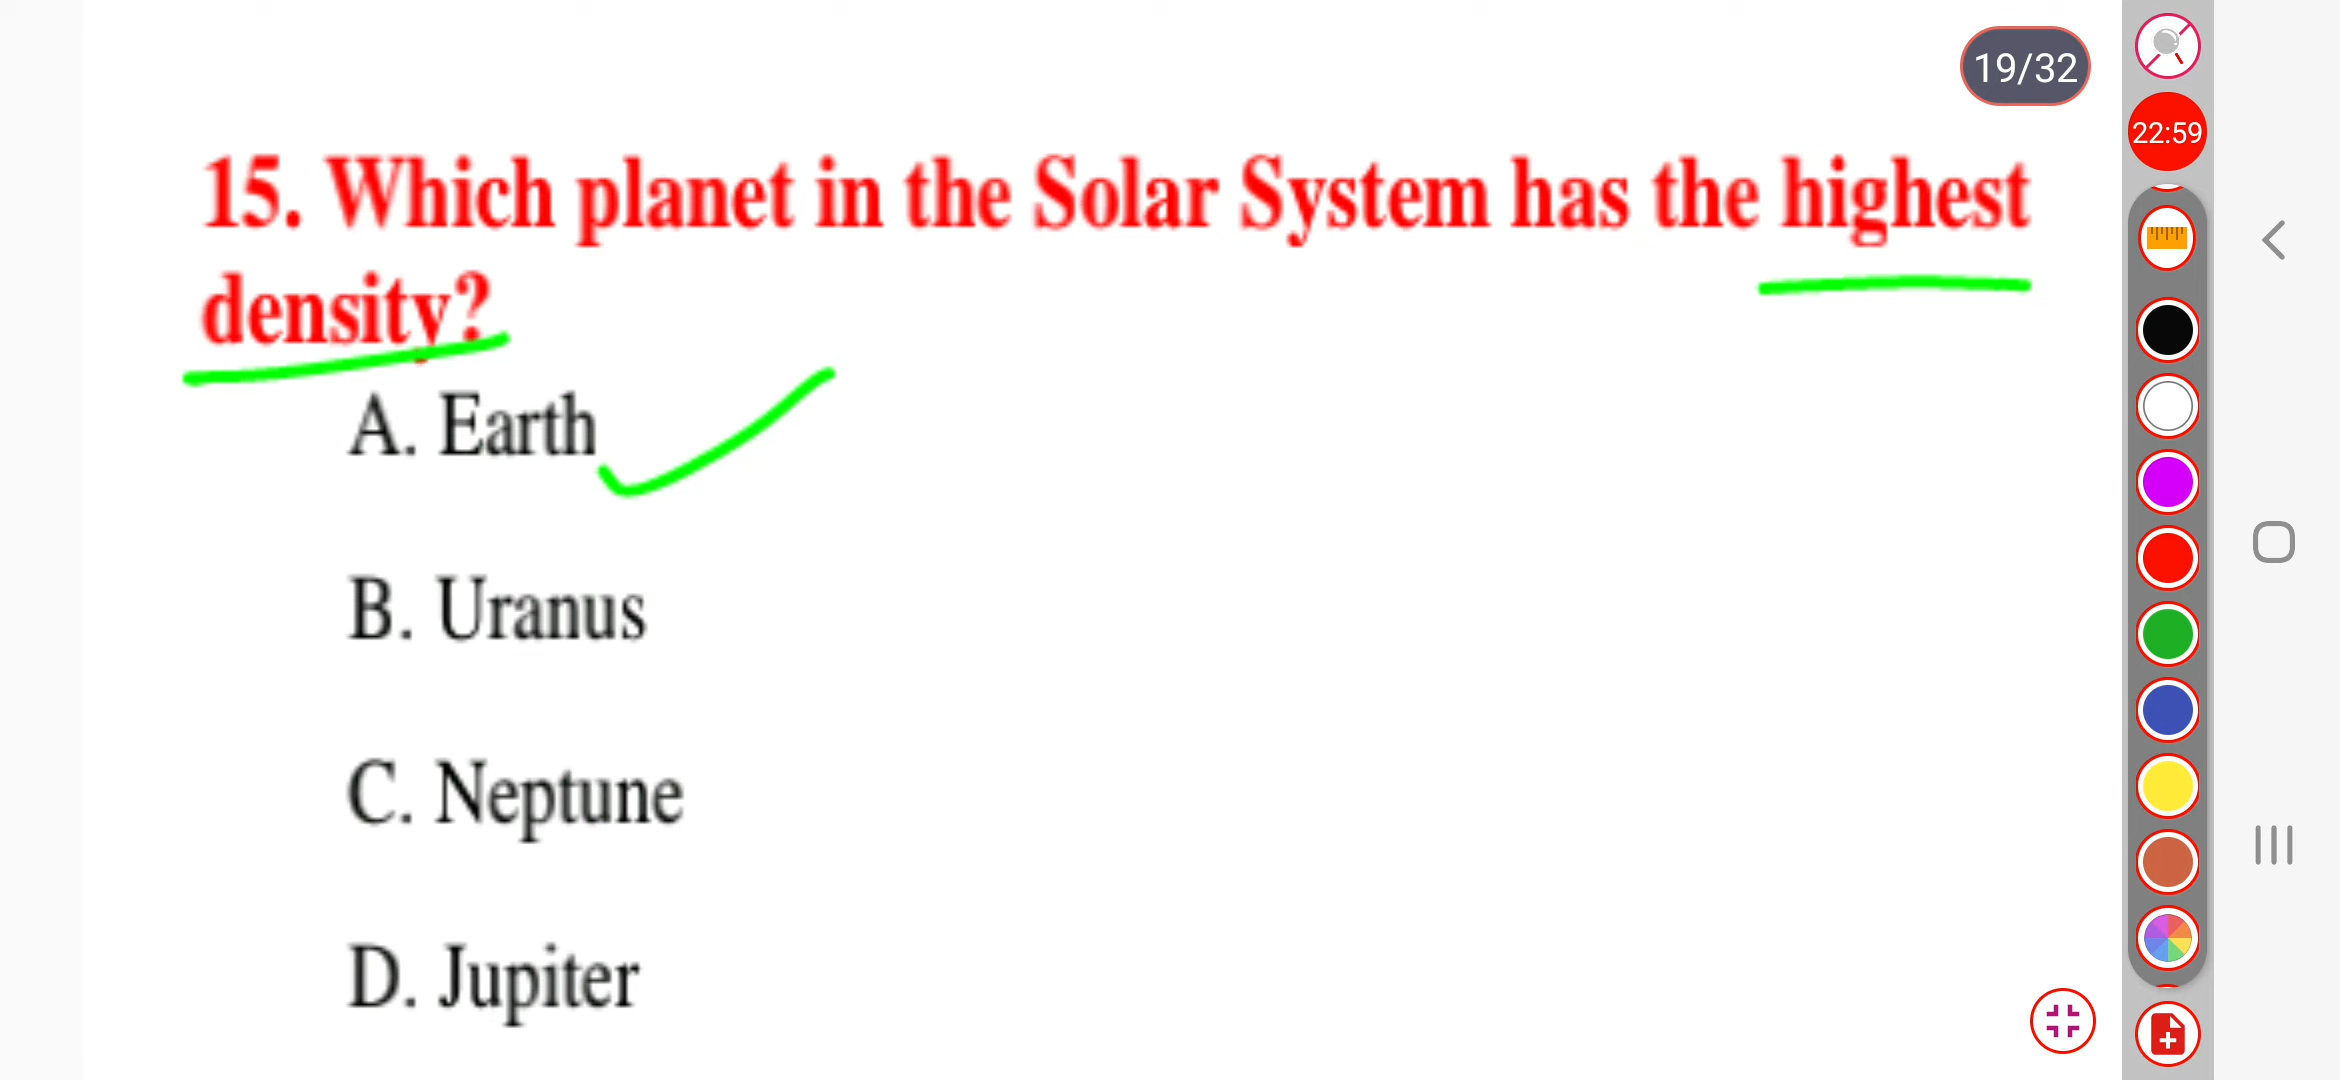 19/32
22:59
15. Which planet in the Solar System has the highest
density?
A. Earth
B. Uranus
C. Neptune
D. Jupiter